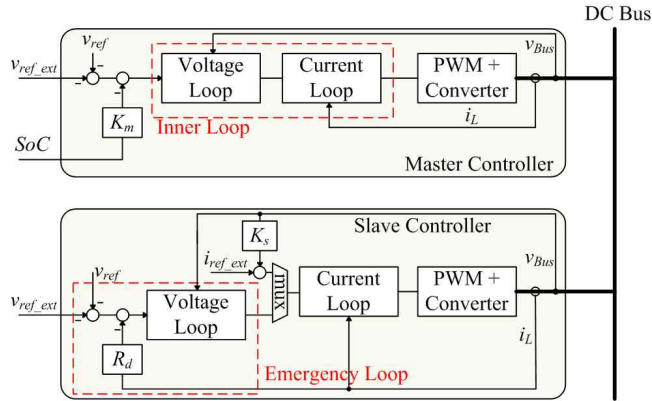 DC Bus
v_ref
v_Bus
v_ref_ext
Voltage Loop
Current Loop
PWM + Converter
K_m
Inner Loop
i_L
SoC
Master Controller
Slave Controller
K_s
v_ref
i_ref_ext
v_Bus
v_ref_ext
Voltage Loop
mux
Current Loop
PWM + Converter
R_d
i_L
Emergency Loop